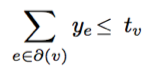 ∑ y_e ≤ t_v
e∈∂(v)